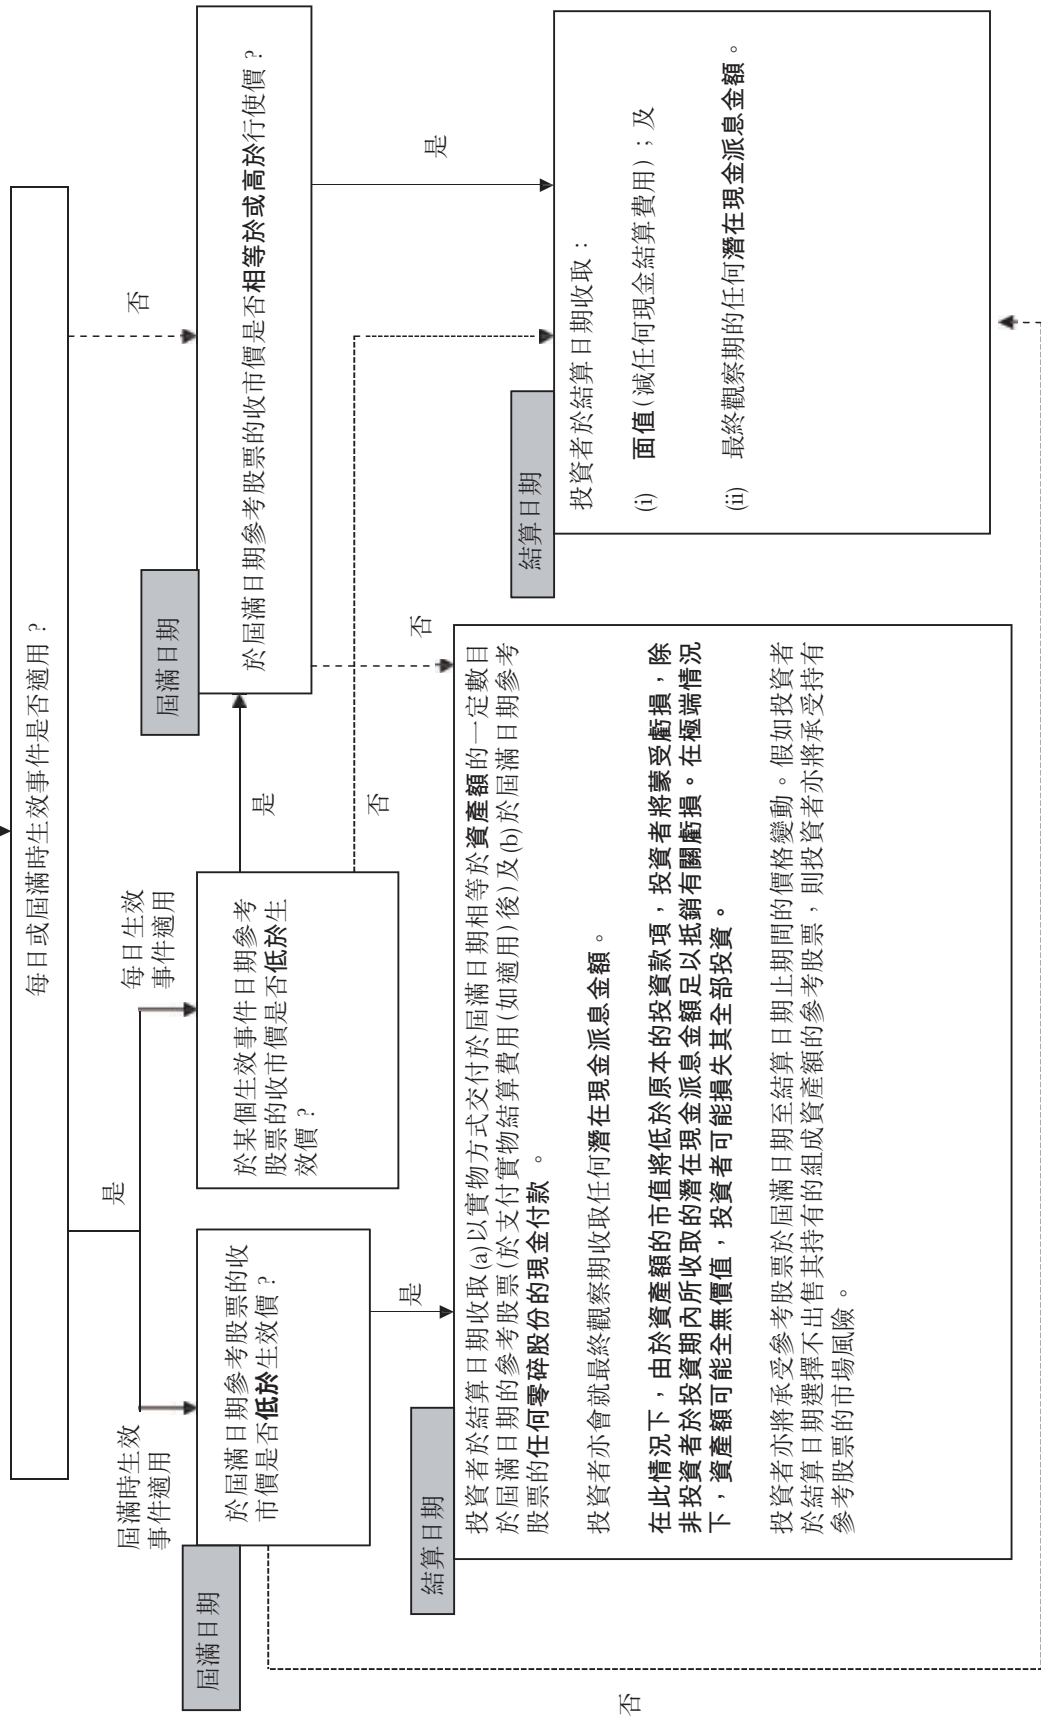 每日或屆滿時生效事件是否適用？
是
否
屆滿時生效
事件適用
每日生效
事件適用
屆滿日期
於屆滿日期參考股票的收
市價是否低於生效價？
於某個生效事件日期參考
股票的收市價是否低於生
效價？
是
否
屆滿日期
於屆滿日期參考股票的收市價是否相等於或高於行使價？
是
否
否
是
結算日期
投資者於結算日期收取(a)以實物方式交付於屆滿日期相等於資產額的一定數目
於屆滿日期的參考股票(於支付實物結算費用(如適用)後)及(b)於屆滿日期參考
股票的任何零碎股份的現金付款。
投資者亦會就最終觀察期收取任何潛在現金派息金額。
在此情況下，由於資產額的市值將低於原本的投資款項，投資者將蒙受虧損，除
非投資者於投資期內所收取的潛在現金派息金額足以抵銷有關虧損。在極端情況
下，資產額可能全無價值，投資者可能損失其全部投資。
投資者亦將承受參考股票於屆滿日期至結算日期止期間的價格變動。假如投資者
於結算日期選擇不出售其持有的組成資產額的參考股票，則投資者亦將承受持有
參考股票的市場風險。
結算日期
投資者於結算日期收取：
(i) 面值(減任何現金結算費用)；及
(ii) 最終觀察期的任何潛在現金派息金額。
否